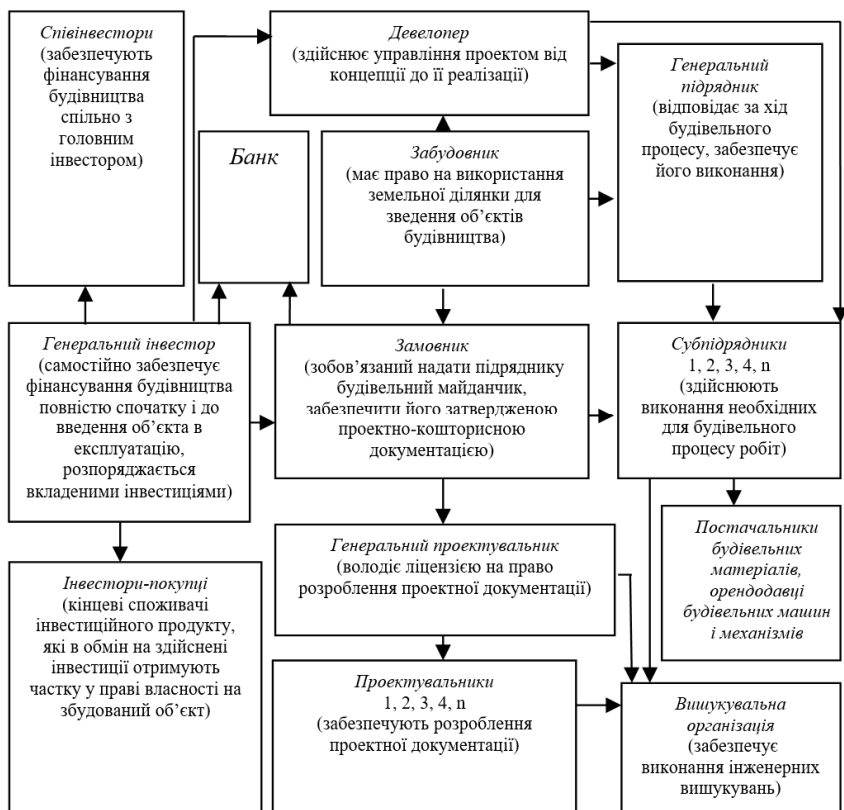 Співінвестори
(забезпечують
фінансування
будівництва
спільно з
головним
інвестором)
Девелопер
(здійснює управління проектом від
концепції до її реалізації)
Генеральний
підрядник
(відповідає за хід
будівельного
процесу, забезпечує
його виконання)
Банк
Забудовник
(має право на використання
земельної ділянки для
зведення об’єктів
будівництва)
Генеральний інвестор
(самостійно забезпечує
фінансування будівництва
повністю спочатку і до
введення об’єкта в
експлуатацію,
розпоряджається
вкладеними інвестиціями)
Замовник
(зобов’язаний надати підряднику
будівельний майданчик,
забезпечити його затвердженою
проектно-кошторисною
документацією)
Субпідрядники
1, 2, 3, 4, n
(здійснюють
виконання необхідних
для будівельного
процесу робіт)
Постачальники
будівельних
матеріалів,
орендодавці
будівельних машин
і механізмів
Генеральний проектувальник
(володіє ліцензією на право
розроблення проектної документації)
Інвестори-покупці
(кінцеві споживачі
інвестиційного продукту,
які в обмін на здійснені
інвестиції отримують
частку у праві власності на
збудований об’єкт)
Проектувальники
1, 2, 3, 4, n
(забезпечують розроблення
проектної документації)
Вишукувальна
організація
(забезпечує
виконання інженерних
вишукувань)